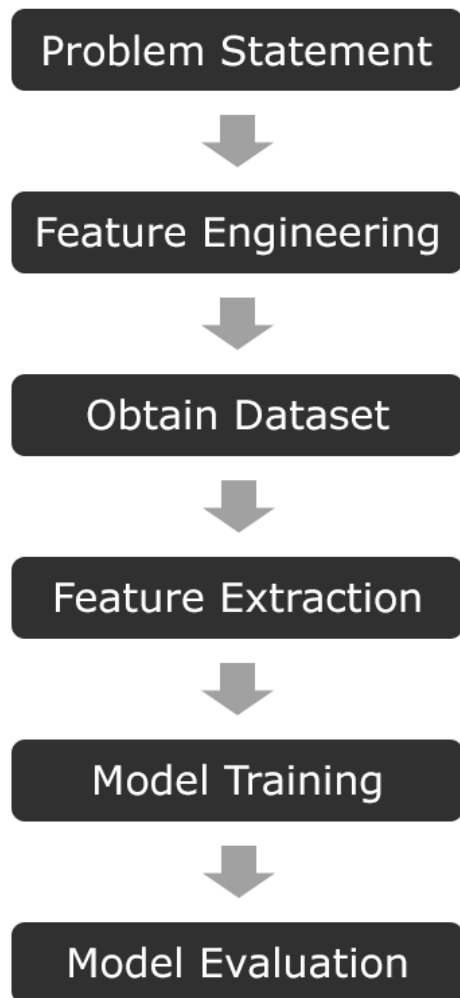 Problem Statement
Feature Engineering
Obtain Dataset
Feature Extraction
Model Training
Model Evaluation